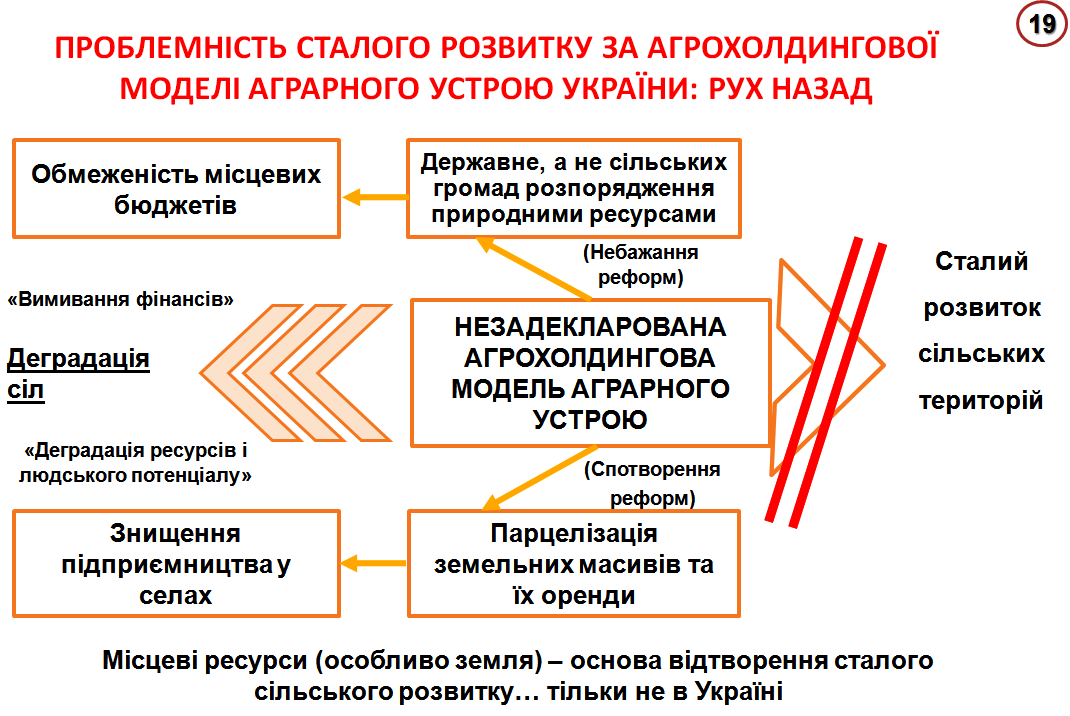 19
ПРОБЛЕМНІСТЬ СТАЛОГО РОЗВИТКУ ЗА АГРОХОЛДИНГОВОЇ
МОДЕЛІ АГРАРНОГО УСТРОЮ УКРАЇНИ: РУХ НАЗАД
Обмеженість місцевих
бюджетів
Державне, а не сільських
громад розпорядження
природними ресурсами
(Небажання
реформ)
Сталий
розвиток
сільських
територій
«Вимивання фінансів»
Деградація
сіл
«Деградація ресурсів і
людського потенціалу»
НЕЗАДЕКЛАРОВАНА
АГРОХОЛДИНГОВА
МОДЕЛЬ АГРАРНОГО
УСТРОЮ
(Спотворення
реформ)
Знищення
підприємництва у
селах
Парцелізація
земельних масивів та
їх оренди
Місцеві ресурси (особливо земля) – основа відтворення сталого
сільського розвитку… тільки не в Україні